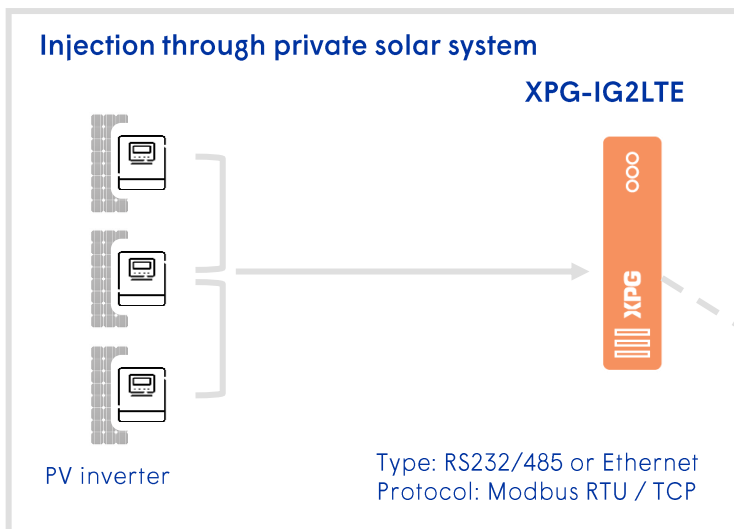 Injection through private solar system
XPG-IG2LTE
XPG
PV inverter
Type: RS232/485 or Ethernet
Protocol: Modbus RTU / TCP